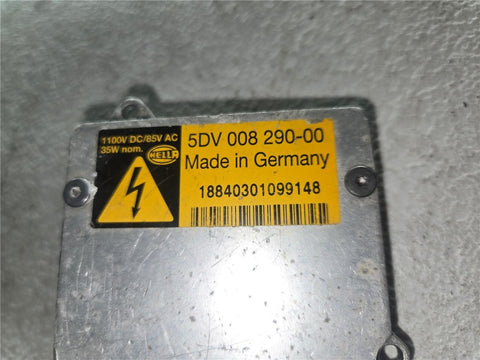 1100V DC/85V AC
35W nom.
HELLA
5DV 008 290-00
Made in Germany
18840301099148